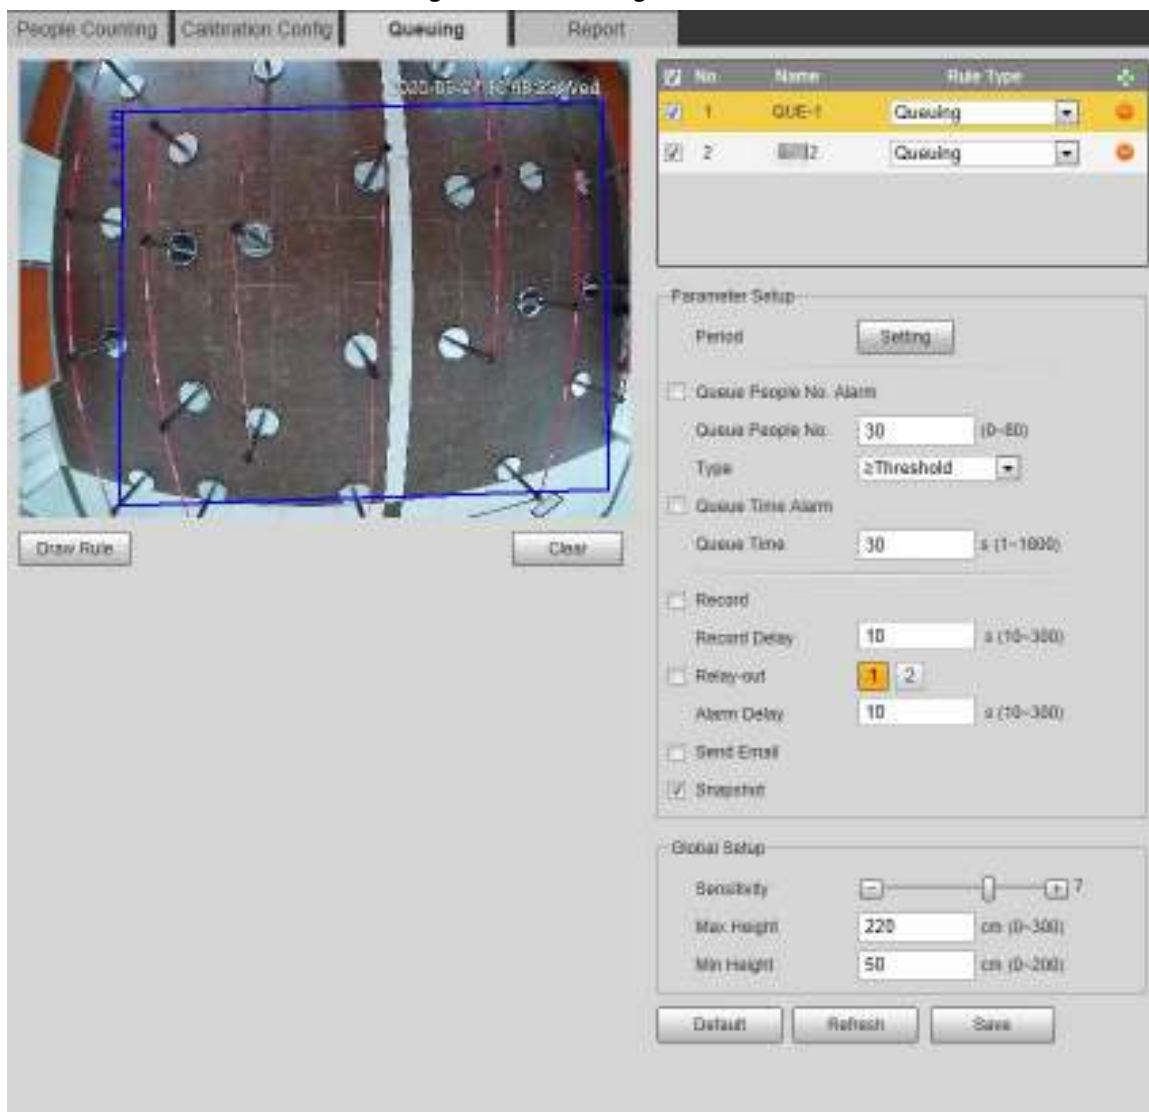 People Counting Calibration Config Queuing Report
No. Name Rule Type
1 QUE-1 Queuing
2 2 Queuing
Parameter Setup
Period Setting
Queue People No. Alarm
Queue People No. 30 (0~80)
Type ≥Threshold
Queue Time Alarm
Draw Rule Clear
Queue Time 30 s (1~1800)
Record
Record Delay 10 s (10~300)
Relay-out 1 2
Alarm Delay 10 s (10~300)
Send Email
Snapshot
Global Setup
Sensitivity 7
Max Height 220 cm (0~300)
Min Height 50 cm (0~200)
Default Refresh Save